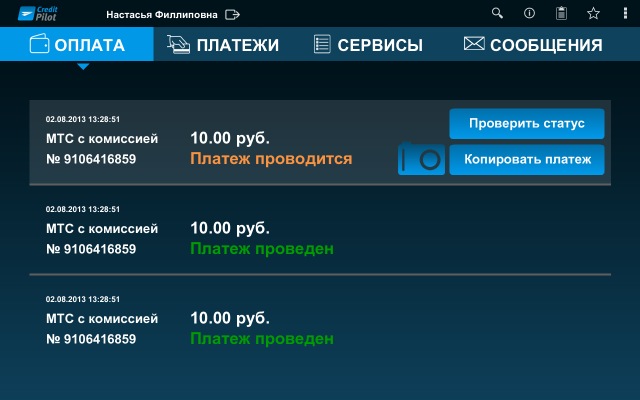 Credit
Pilot
Настасья Филлиповна
ОПЛАТА
ПЛАТЕЖИ
СЕРВИСЫ
СООБЩЕНИЯ
02.08.2013 13:28:51
МТС с комиссией
№ 9106416859
10.00 руб.
Платеж проводится
Проверить статус
Копировать платеж
02.08.2013 13:28:51
МТС с комиссией
№ 9106416859
10.00 руб.
Платеж проведен
02.08.2013 13:28:51
МТС с комиссией
№ 9106416859
10.00 руб.
Платеж проведен